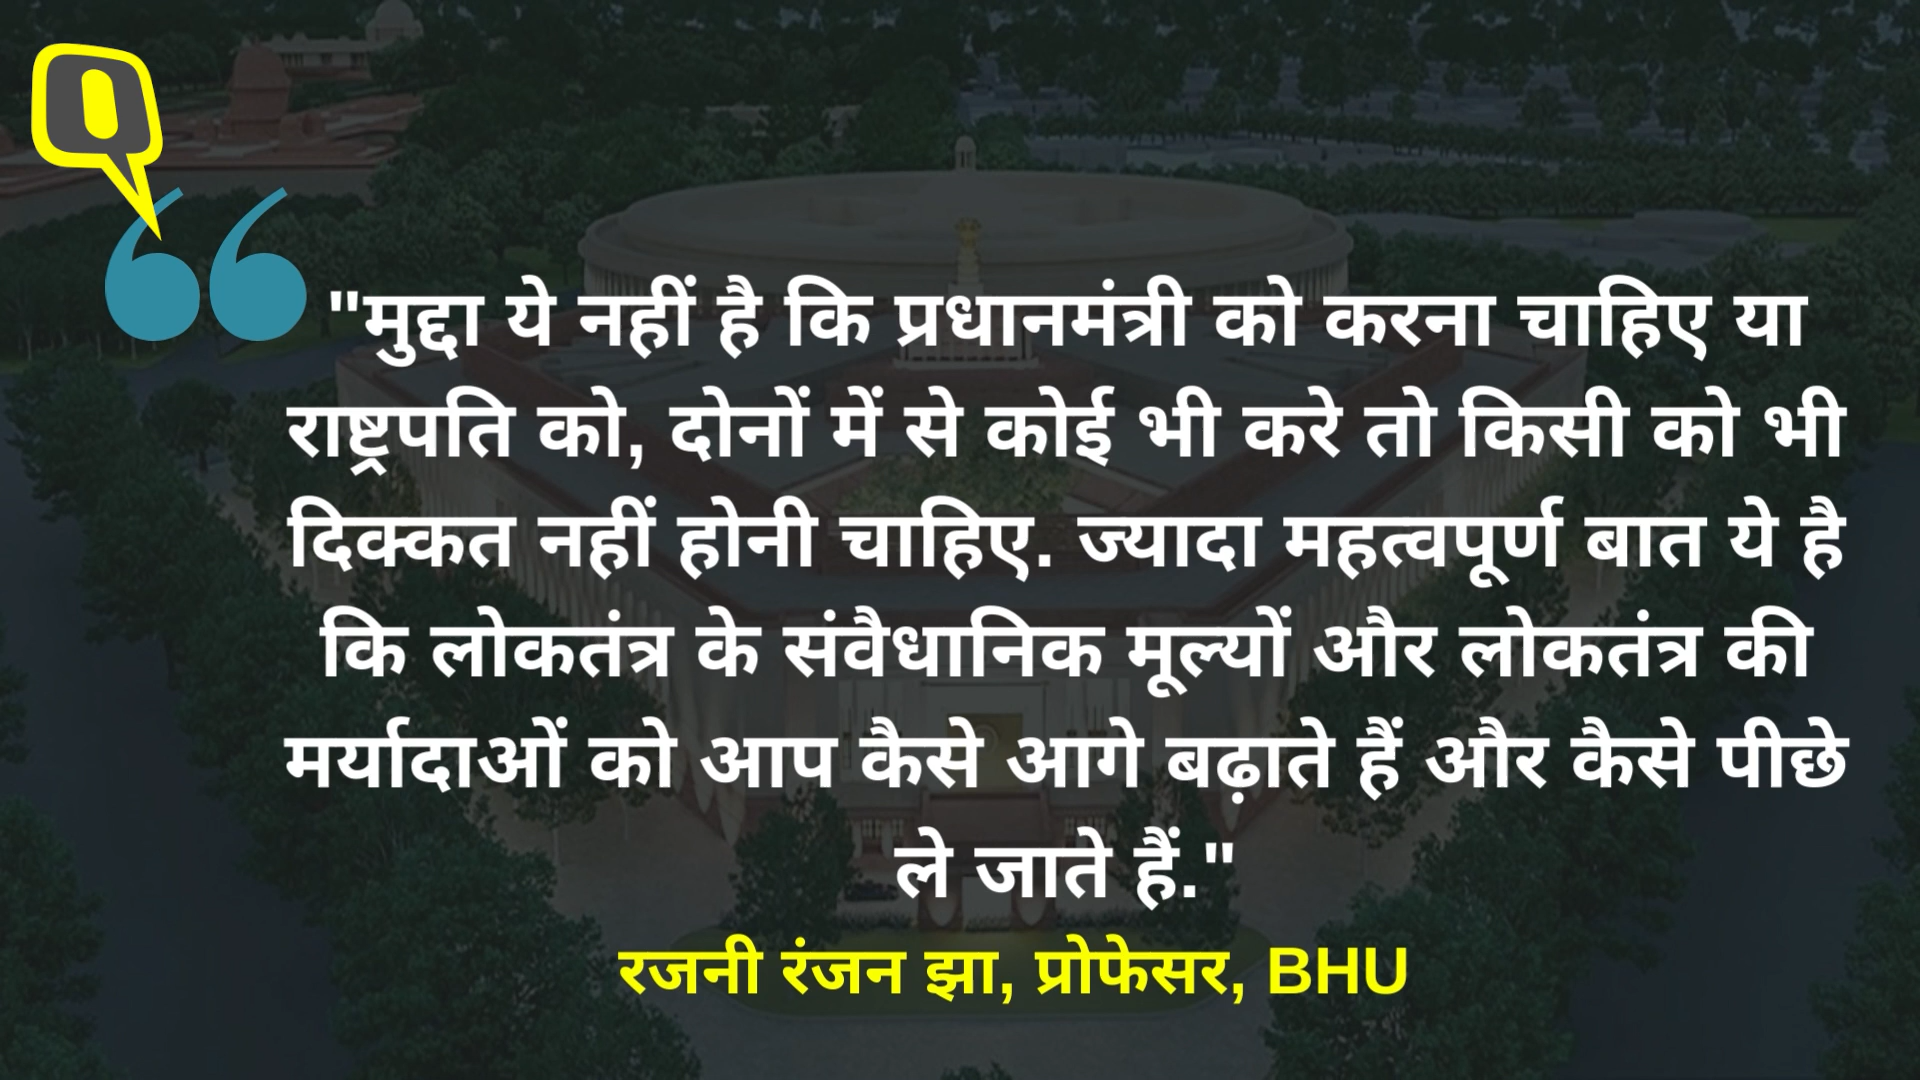 "मुद्दा ये नहीं है कि प्रधानमंत्री को करना चाहिए या
राष्ट्रपति को, दोनों में से कोई भी करे तो किसी को भी
दिक्कत नहीं होनी चाहिए. ज्यादा महत्वपूर्ण बात ये है
कि लोकतंत्र के संवैधानिक मूल्यों और लोकतंत्र की
मर्यादाओं को आप कैसे आगे बढ़ाते हैं और कैसे पीछे
ले जाते हैं."
रजनी रंजन झा, प्रोफेसर, BHU